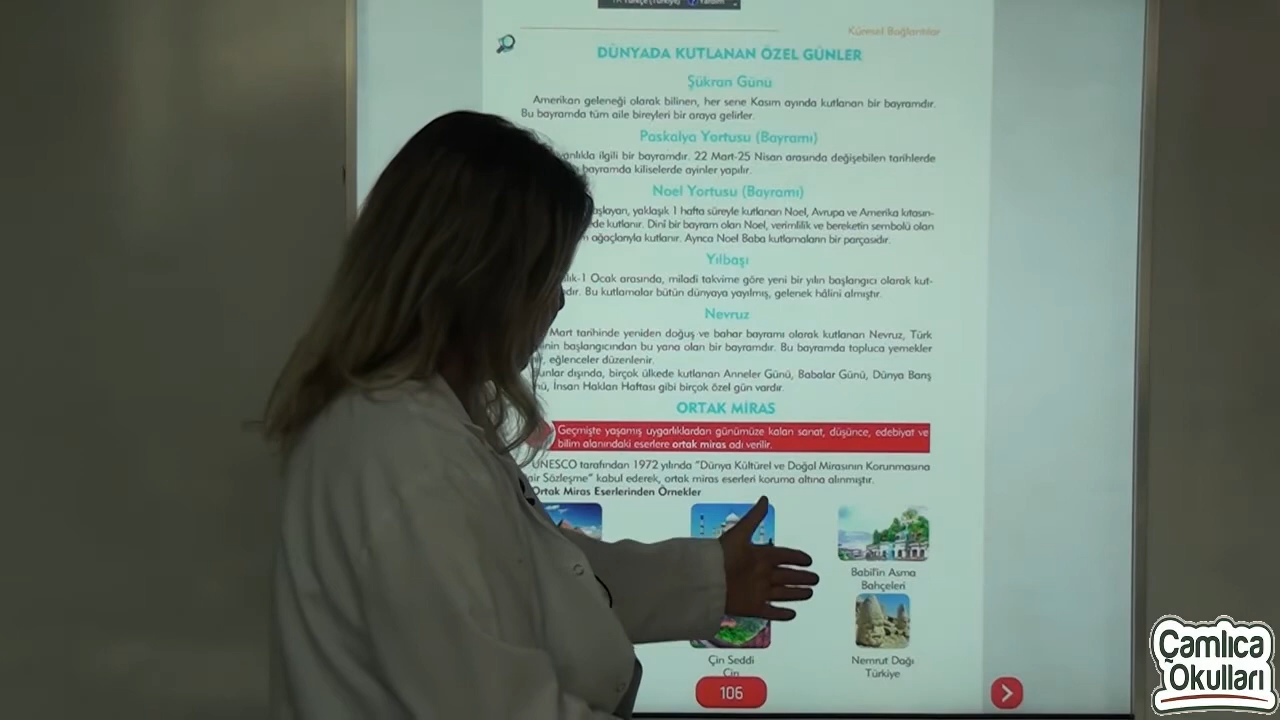 Türkçe (Türkiye) Yardım
Küresel Bağlantılar
DÜNYADA KUTLANAN ÖZEL GÜNLER
Şükran Günü
Amerikan geleneği olarak bilinen, her sene Kasım ayında kutlanan bir bayramdır.
Bu bayramda tüm aile bireyleri bir araya gelirler.
Paskalya Yortusu (Bayramı)
ilgili bir bayramdır. 22 Mart-25 Nisan arasında değişebilen tarihlerde
bayramda kiliselerde ayinler yapılır.
Noel Yortusu (Bayramı)
yaklaşık 1 hafta süreyle kutlanan Noel, Avrupa ve Amerika kıtasın-
kutlanır. Dinî bir bayram olan Noel, verimlilik ve bereketin sembolü olan
ağaçlarıyla kutlanır. Ayrıca Noel Baba kutlamaların bir parçasıdır.
Yılbaşı
1 Ocak arasında, miladi takvime göre yeni bir yılın başlangıcı olarak kut-
Bu kutlamalar bütün dünyaya yayılmış, gelenek hâlini almıştır.
Nevruz
Mart tarihinde yeniden doğuş ve bahar bayramı olarak kutlanan Nevruz, Türk
başlangıcından bu yana olan bir bayramdır. Bu bayramda topluca yemekler
eğlenceler düzenlenir.
dışında, birçok ülkede kutlanan Anneler Günü, Babalar Günü, Dünya Barış
İnsan Hakları Haftası gibi birçok özel gün vardır.
ORTAK MİRAS
Geçmişte yaşamış uygarlıklardan günümüze kalan sanat, düşünce, edebiyat ve
bilim alanındaki eserlere ortak miras adı verilir.
UNESCO tarafından 1972 yılında "Dünya Kültürel ve Doğal Mirasının Korunmasına
Sözleşme" kabul ederek, ortak miras eserleri koruma altına alınmıştır.
Ortak Miras Eserlerinden Örnekler
Babil'in Asma
Bahçeleri
Çin Seddi
Çin
Nemrut Dağı
Türkiye
106
Çamlıca
Okulları